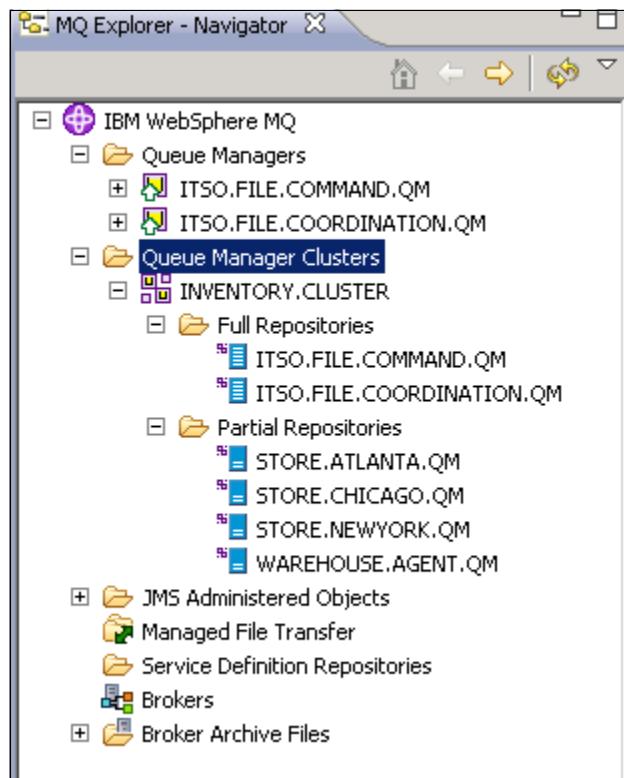 MQ Explorer - Navigator
IBM WebSphere MQ
Queue Managers
ITSO.FILE.COMMAND.QM
ITSO.FILE.COORDINATION.QM
Queue Manager Clusters
INVENTORY.CLUSTER
Full Repositories
ITSO.FILE.COMMAND.QM
ITSO.FILE.COORDINATION.QM
Partial Repositories
STORE.ATLANTA.QM
STORE.CHICAGO.QM
STORE.NEWYORK.QM
WAREHOUSE.AGENT.QM
JMS Administered Objects
Managed File Transfer
Service Definition Repositories
Brokers
Broker Archive Files